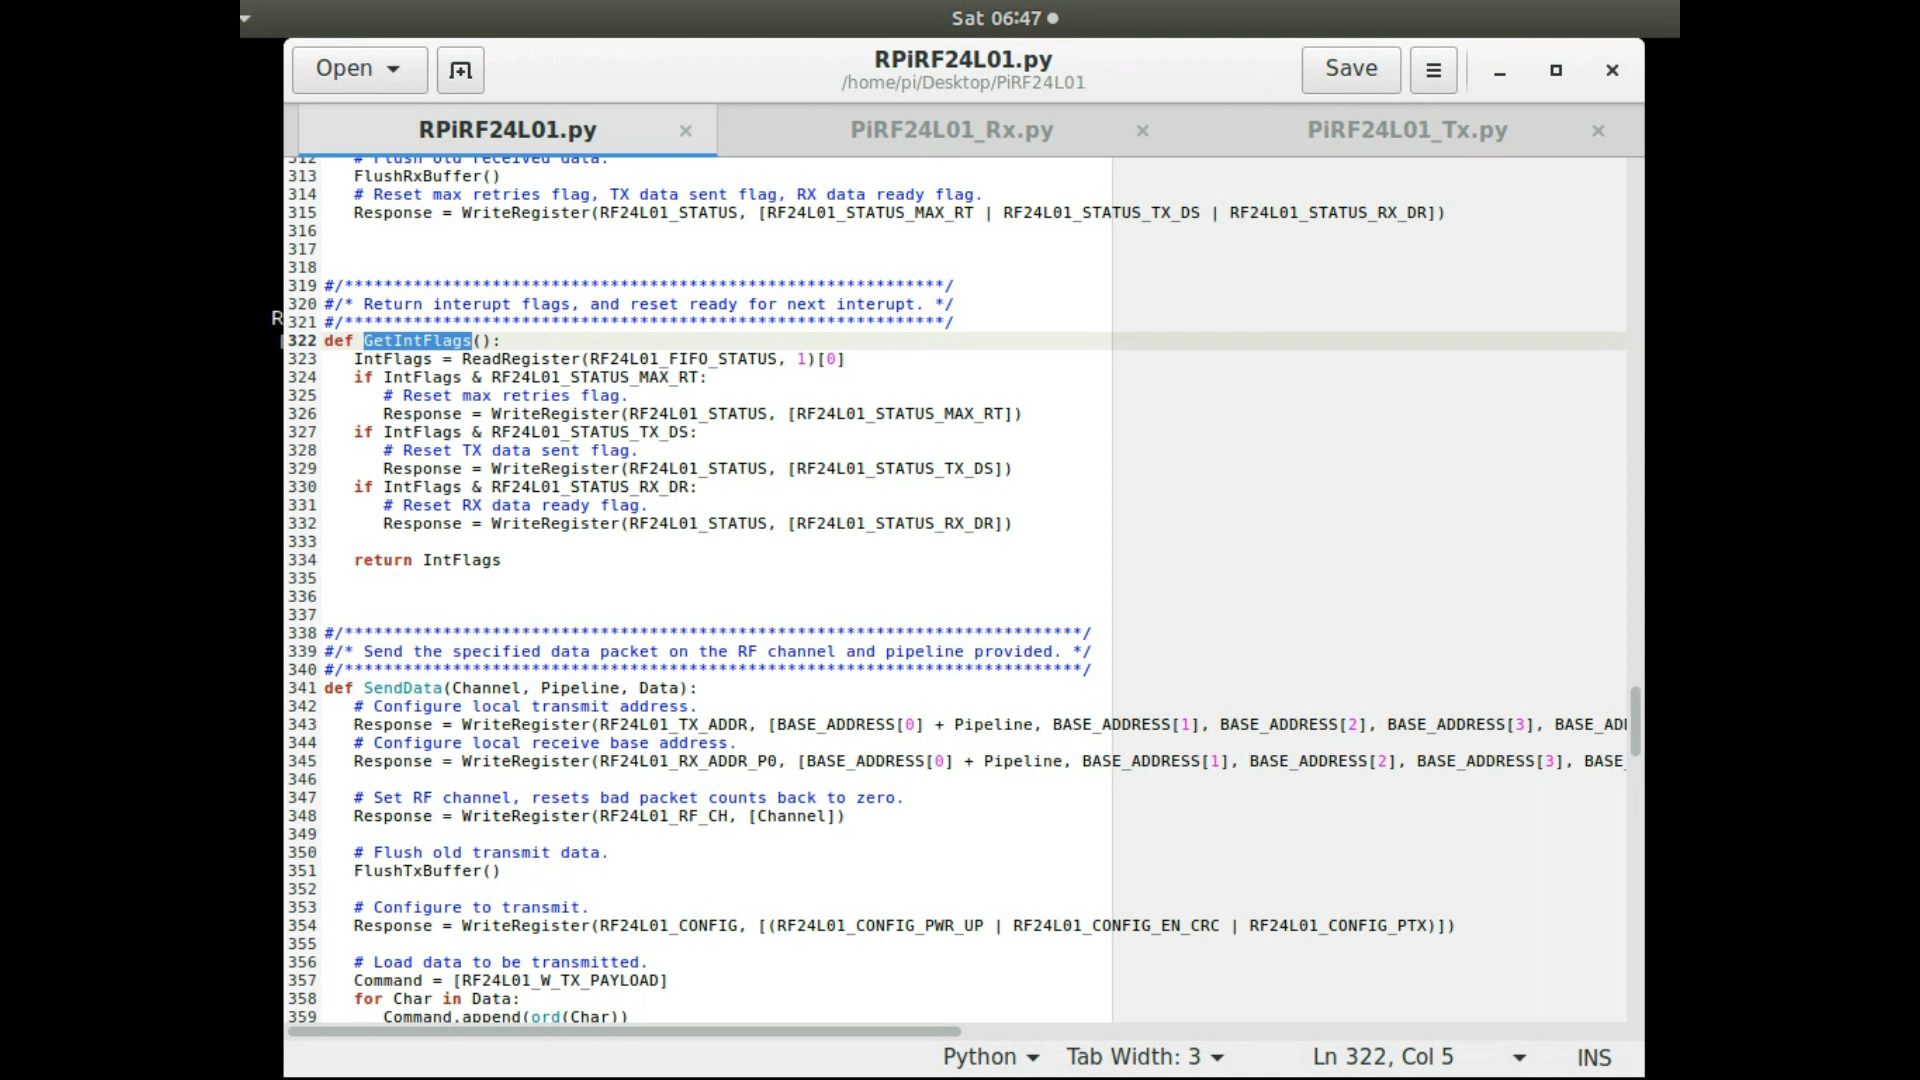 Sat 06:47
Open
RPiRF24L01.py
/home/pi/Desktop/PiRF24L01
Save
RPiRF24L01.py
PiRF24L01_Rx.py
PiRF24L01_Tx.py
312 # Flush old received data.
313 FlushRxBuffer()
314 # Reset max retries flag, TX data sent flag, RX data ready flag.
315 Response = WriteRegister(RF24L01_STATUS, [RF24L01_STATUS_MAX_RT | RF24L01_STATUS_TX_DS | RF24L01_STATUS_RX_DR])
316
317
318
319 #/*************************************************************/
320 #/* Return interupt flags, and reset ready for next interupt. */
R
321 #/*************************************************************/
322 def GetIntFlags():
323 IntFlags = ReadRegister(RF24L01_FIFO_STATUS, 1)[0]
324 if IntFlags & RF24L01_STATUS_MAX_RT:
325 # Reset max retries flag.
326 Response = WriteRegister(RF24L01_STATUS, [RF24L01_STATUS_MAX_RT])
327 if IntFlags & RF24L01_STATUS_TX_DS:
328 # Reset TX data sent flag.
329 Response = WriteRegister(RF24L01_STATUS, [RF24L01_STATUS_TX_DS])
330 if IntFlags & RF24L01_STATUS_RX_DR:
331 # Reset RX data ready flag.
332 Response = WriteRegister(RF24L01_STATUS, [RF24L01_STATUS_RX_DR])
333
334 return IntFlags
335
336
337
338 #/***************************************************************************/
339 #/* Send the specified data packet on the RF channel and pipeline provided. */
340 #/***************************************************************************/
341 def SendData(Channel, Pipeline, Data):
342 # Configure local transmit address.
343 Response = WriteRegister(RF24L01_TX_ADDR, [BASE_ADDRESS[0] + Pipeline, BASE_ADDRESS[1], BASE_ADDRESS[2], BASE_ADDRESS[3], BASE_AD
344 # Configure local receive base address.
345 Response = WriteRegister(RF24L01_RX_ADDR_P0, [BASE_ADDRESS[0] + Pipeline, BASE_ADDRESS[1], BASE_ADDRESS[2], BASE_ADDRESS[3], BASE_
346
347 # Set RF channel, resets bad packet counts back to zero.
348 Response = WriteRegister(RF24L01_RF_CH, [Channel])
349
350 # Flush old transmit data.
351 FlushTxBuffer()
352
353 # Configure to transmit.
354 Response = WriteRegister(RF24L01_CONFIG, [(RF24L01_CONFIG_PWR_UP | RF24L01_CONFIG_EN_CRC | RF24L01_CONFIG_PTX)])
355
356 # Load data to be transmitted.
357 Command = [RF24L01_W_TX_PAYLOAD]
358 for Char in Data:
359 Command.append(ord(Char))
Python Tab Width: 3 Ln 322, Col 5 INS